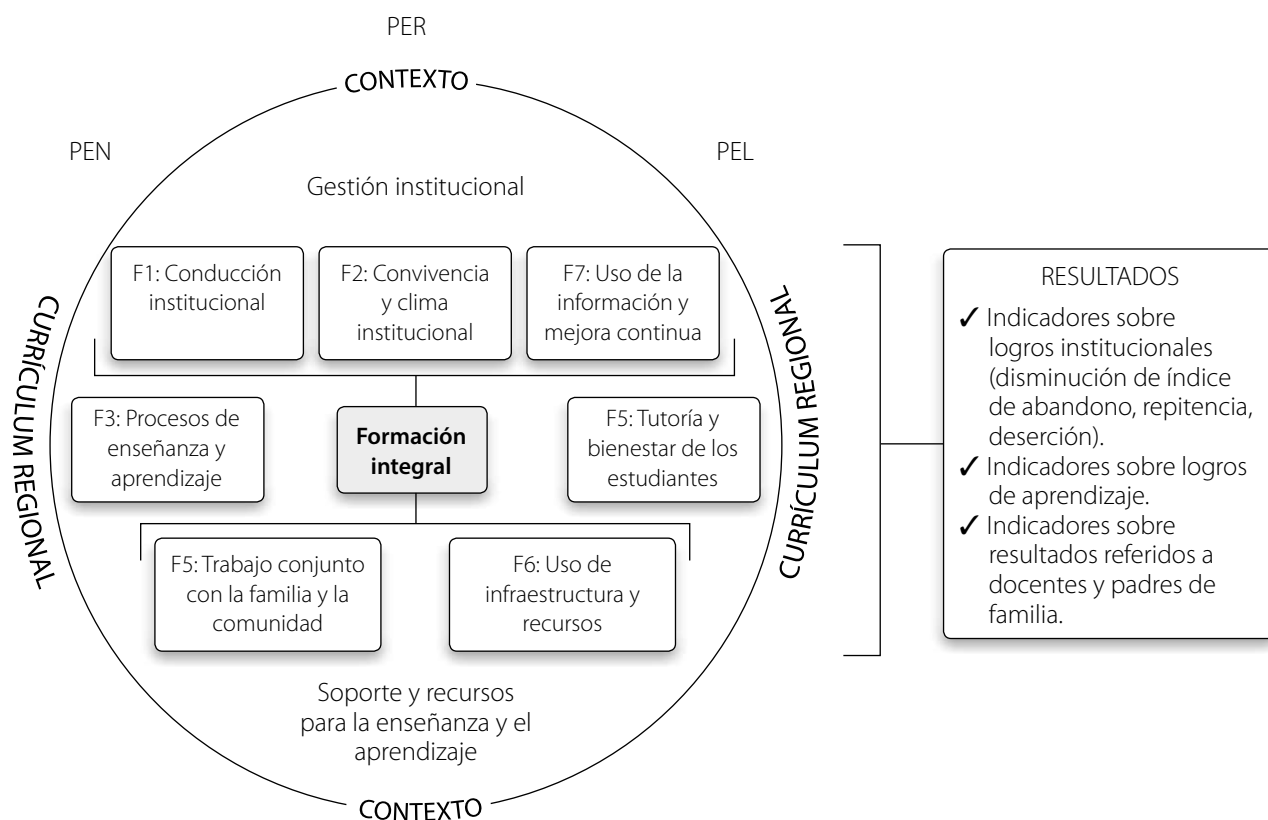 PER
CONTEXTO
PEN
PEL
Gestión institucional
F1: Conducción
institucional
F2: Convivencia
y clima
institucional
F7: Uso de la
información y
mejora continua
CURRÍCULUM REGIONAL
F3: Procesos de
enseñanza y
aprendizaje
Formación
integral
F5: Tutoría y
bienestar de los
estudiantes
CURRÍCULUM REGIONAL
F5: Trabajo conjunto
con la familia y la
comunidad
F6: Uso de
infraestructura y
recursos
Soporte y recursos
para la enseñanza y el
aprendizaje
CONTEXTO
RESULTADOS
✓ Indicadores sobre
logros institucionales
(disminución de índice
de abandono, repitencia,
deserción).
✓ Indicadores sobre logros
de aprendizaje.
✓ Indicadores sobre
resultados referidos a
docentes y padres de
familia.